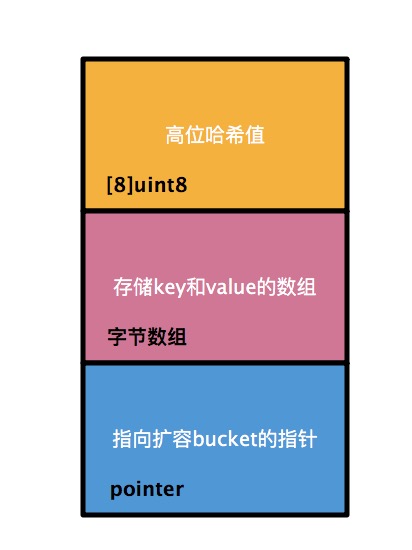 高位哈希值
[8]uint8
存储key和value的数组
字节数组
指向扩容bucket的指针
pointer